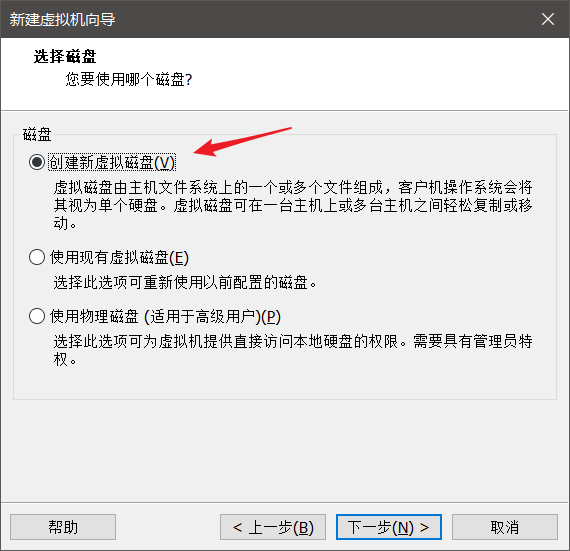 新建虚拟机向导
选择磁盘
您要使用哪个磁盘?
磁盘
创建新虚拟磁盘(V)
虚拟磁盘由主机文件系统上的一个或多个文件组成，客户机操作系统会将
其视为单个硬盘。虚拟磁盘可在一台主机上或多台主机之间轻松复制或移
动。
使用现有虚拟磁盘(E)
选择此选项可重新使用以前配置的磁盘。
使用物理磁盘 (适用于高级用户)(P)
选择此选项可为虚拟机提供直接访问本地硬盘的权限。需要具有管理员特
权。
帮助
< 上一步(B)
下一步(N) >
取消